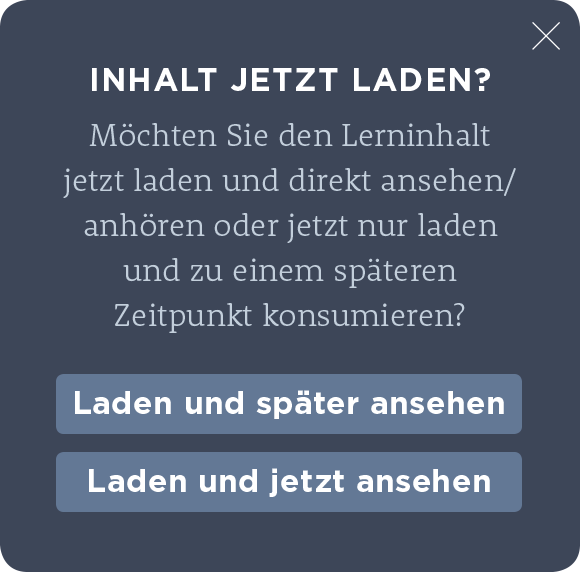 INHALT JETZT LADEN?
Möchten Sie den Lerninhalt
jetzt laden und direkt ansehen/
anhören oder jetzt nur laden
und zu einem späteren
Zeitpunkt konsumieren?
Laden und später ansehen
Laden und jetzt ansehen